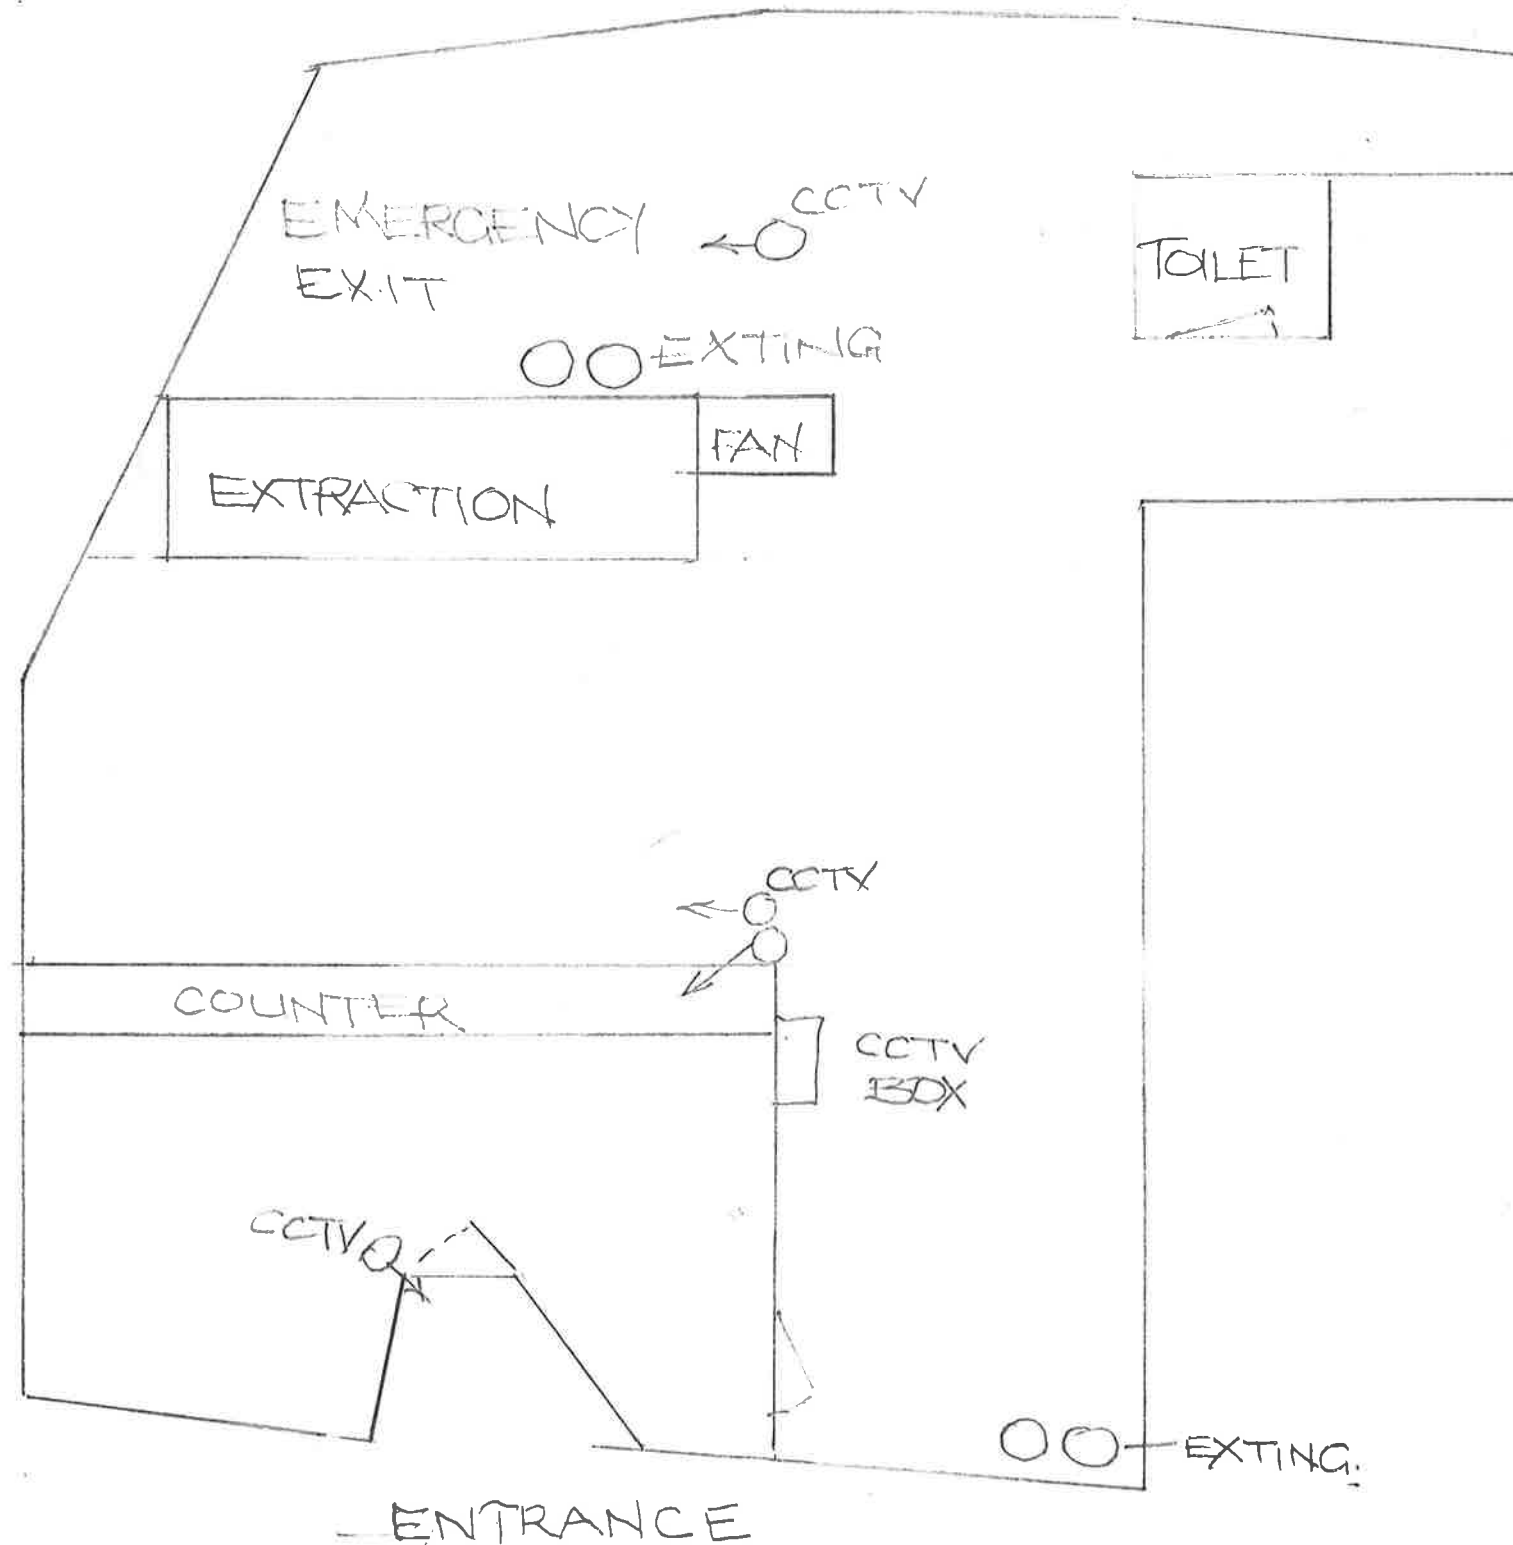 CCTV
EMERGENCY
EXIT
TOILET
EXTING
FAN
EXTRACTION
CCTV
COUNTER
CCTV
BOX
CCTV
EXTING.
ENTRANCE